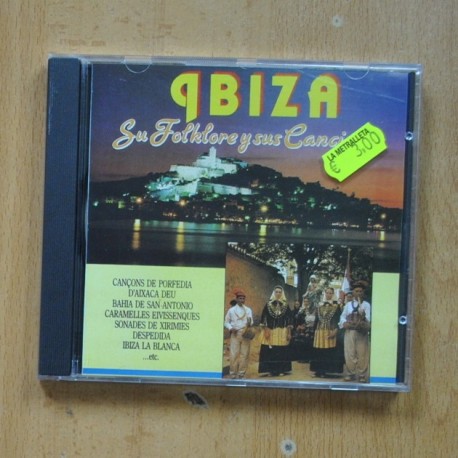 IBIZA
Su Folklore y sus Canci
LA METRALLETA
€ 3,00
CANÇONS DE PORFEDIA
D'AIXACA DEU
BAHIA DE SAN ANTONIO
CARAMELLES EIVISSENQUES
SONADES DE XIRIMIES
DESPEDIDA
IBIZA LA BLANCA
...etc.